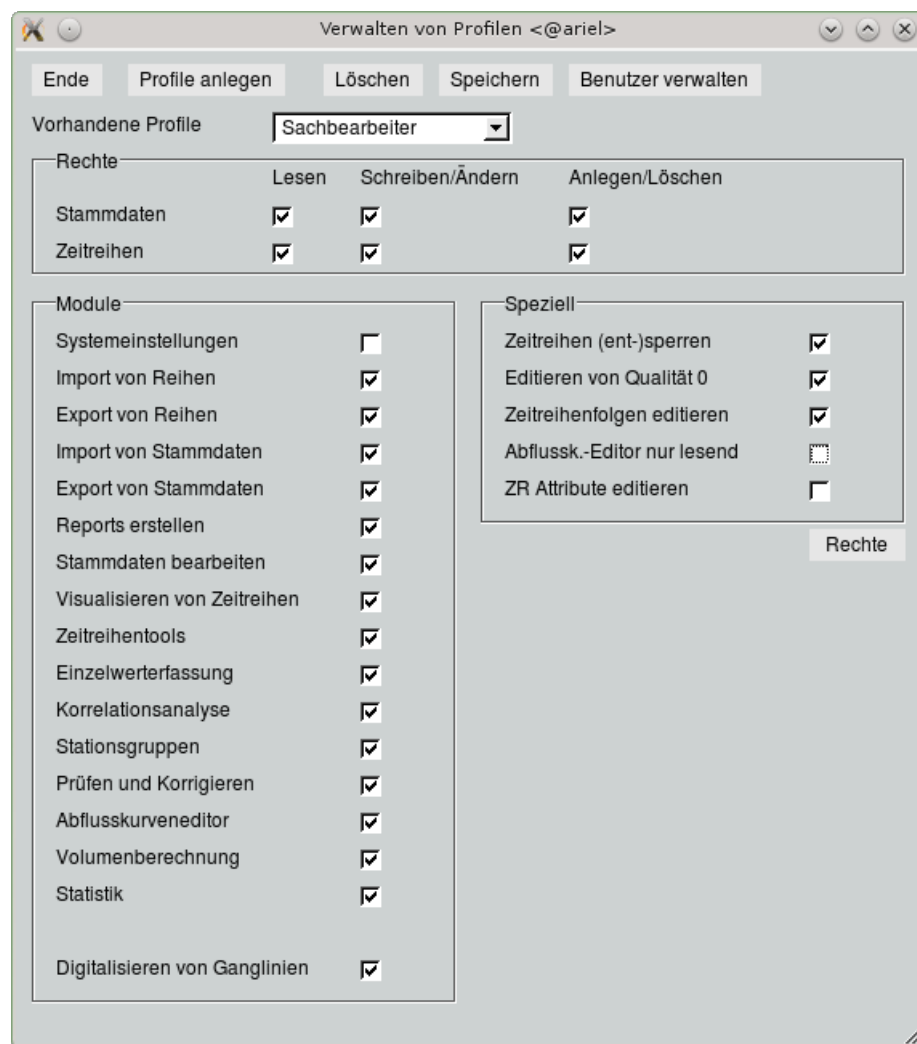 Verwalten von Profilen <@ariel>
Ende Profile anlegen Löschen Speichern Benutzer verwalten
Vorhandene Profile Sachbearbeiter
Rechte
Lesen Schreiben/Ändern Anlegen/Löschen
Stammdaten
Zeitreihen
Module
Systemeinstellungen
Import von Reihen
Export von Reihen
Import von Stammdaten
Export von Stammdaten
Reports erstellen
Stammdaten bearbeiten
Visualisieren von Zeitreihen
Zeitreihentools
Einzelwerterfassung
Korrelationsanalyse
Stationsgruppen
Prüfen und Korrigieren
Abflusskurveneditor
Volumenberechnung
Statistik
Digitalisieren von Ganglinien
Speziell
Zeitreihen (ent-)sperren
Editieren von Qualität 0
Zeitreihenfolgen editieren
Abflussk.-Editor nur lesend
ZR Attribute editieren
Rechte